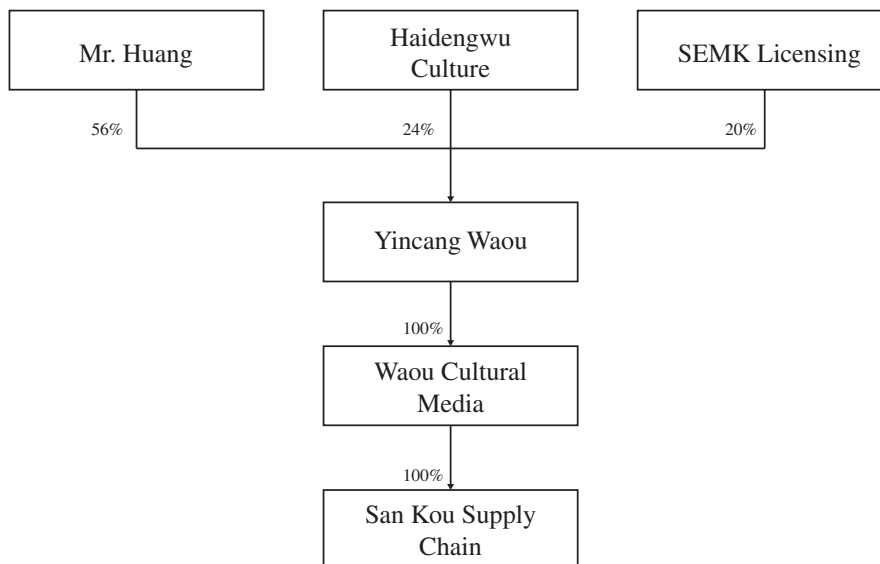 Mr. Huang
Haidengwu
Culture
SEMK Licensing
56%
24%
20%
Yincang Waou
100%
Waou Cultural
Media
100%
San Kou Supply
Chain